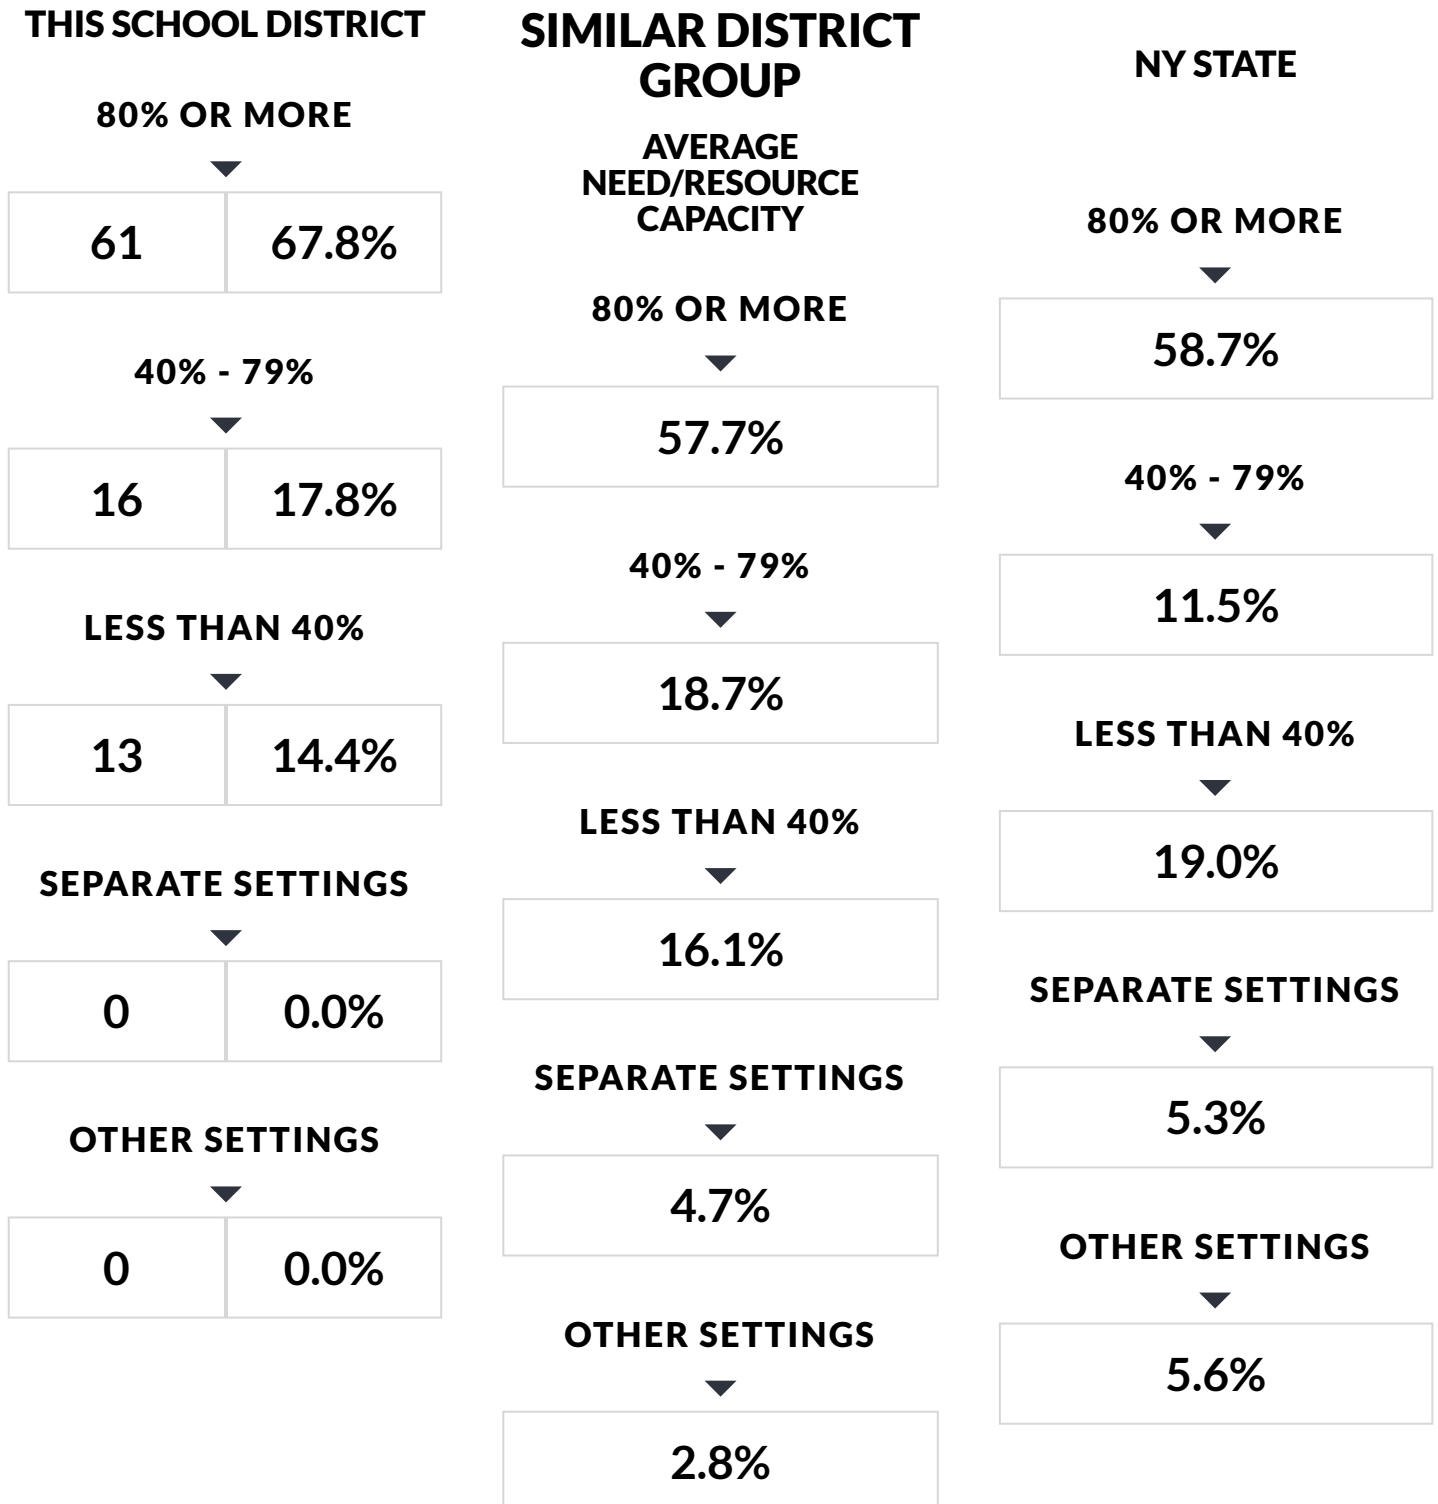 THIS SCHOOL DISTRICT
80% OR MORE
61 67.8%
40% - 79%
16 17.8%
LESS THAN 40%
13 14.4%
SEPARATE SETTINGS
0 0.0%
OTHER SETTINGS
0 0.0%
SIMILAR DISTRICT
GROUP
AVERAGE
NEED/RESOURCE
CAPACITY
80% OR MORE
57.7%
40% - 79%
18.7%
LESS THAN 40%
16.1%
SEPARATE SETTINGS
4.7%
OTHER SETTINGS
2.8%
NY STATE
80% OR MORE
58.7%
40% - 79%
11.5%
LESS THAN 40%
19.0%
SEPARATE SETTINGS
5.3%
OTHER SETTINGS
5.6%